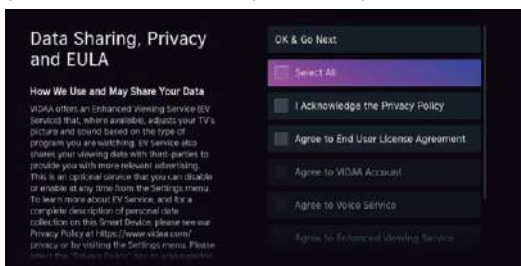 Data Sharing, Privacy
and EULA
How We Use and May Share Your Data
VIDAA offers an Enhanced Viewing Service (EV
Service) that, where available, adjusts your TV's
picture and sound based on the type of
program you are watching. EV Service also
shares your viewing data with third-parties to
provide you with more relevant advertising.
This is an optional service that you can disable
or enable at any time from the Settings menu.
To learn more about EV Service, and for a
complete description of personal data
collection on this Smart Device, please see our
Privacy Policy at https://www.vidaa.com/
privacy or by visiting the Settings menu. Please
select the "Privacy Policy" box to acknowledge
OK & Go Next
Select All
I Acknowledge the Privacy Policy
Agree to End User License Agreement
Agree to VIDAA Account
Agree to Voice Service
Agree to Enhanced Viewing Service